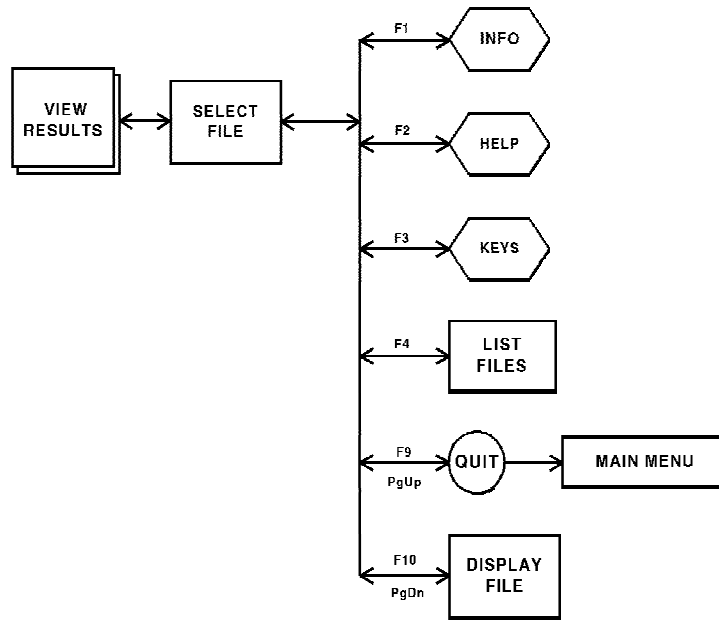 F1
INFO
VIEW
RESULTS
SELECT
FILE
F2
HELP
F3
KEYS
F4
LIST
FILES
F9
PgUp
QUIT
MAIN MENU
F10
PgDn
DISPLAY
FILE